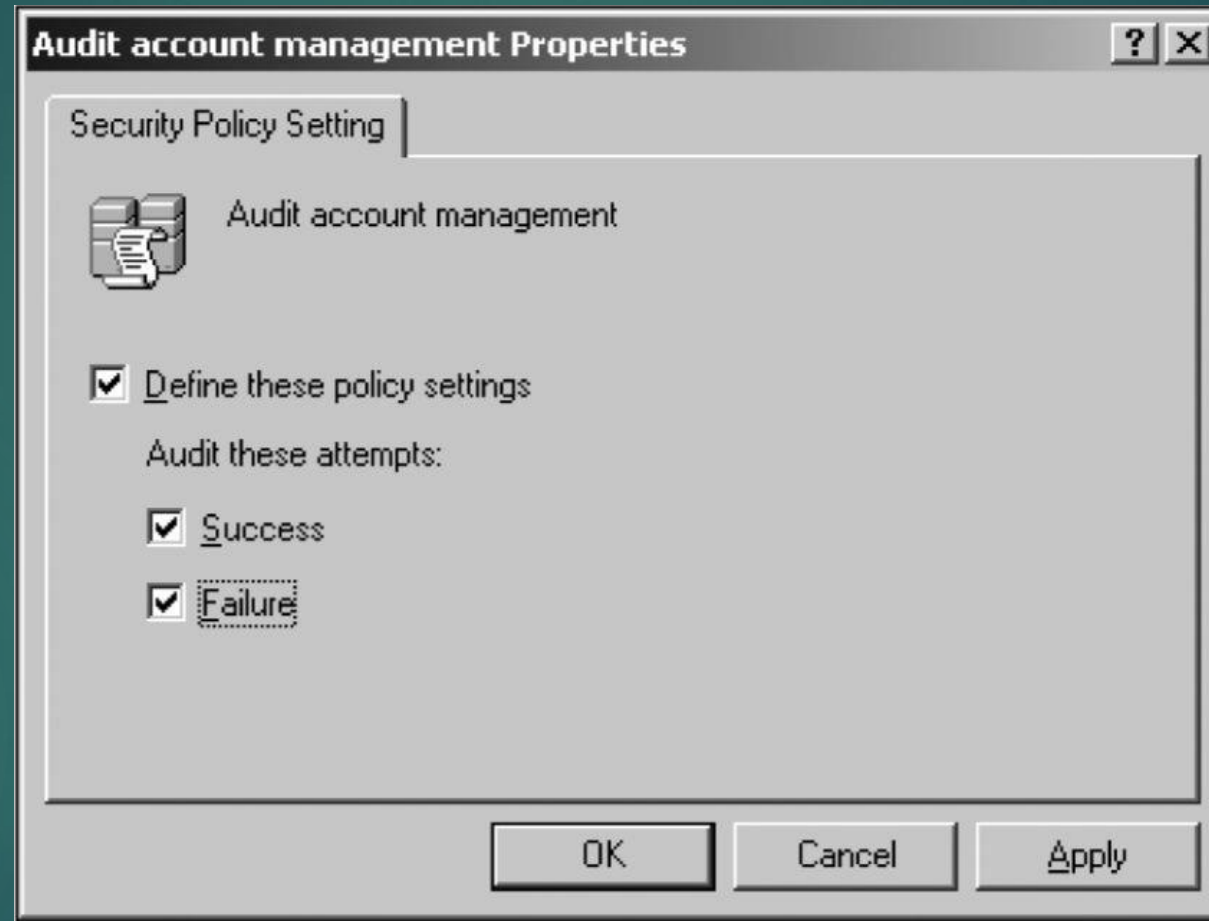 Audit account management Properties
Security Policy Setting
Audit account management
Define these policy settings
Audit these attempts:
Success
Failure
OK Cancel Apply